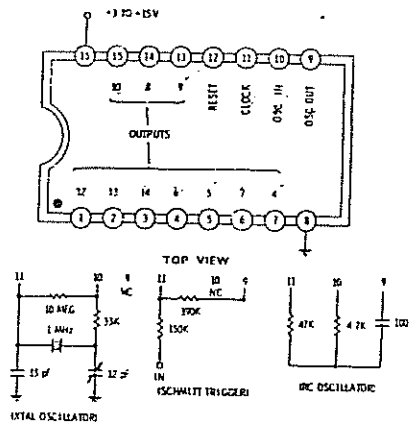 +3 TO +15V
16 15 14 13 12 11 10 9
10 8 9 RESET CLOCK OSC IN OSC OUT
OUTPUTS
12 13 14 6 5 7 4
1 2 3 4 5 6 7 8
TOP VIEW
11 10 9 11 10 9 11 10 9
NC NC
10 MEG 390K
1 MHz 33K 150K 47K 4.7K
15 pf 12 pf IN
(XTAL OSCILLATOR) (SCHMITT TRIGGER) (RC OSCILLATOR)